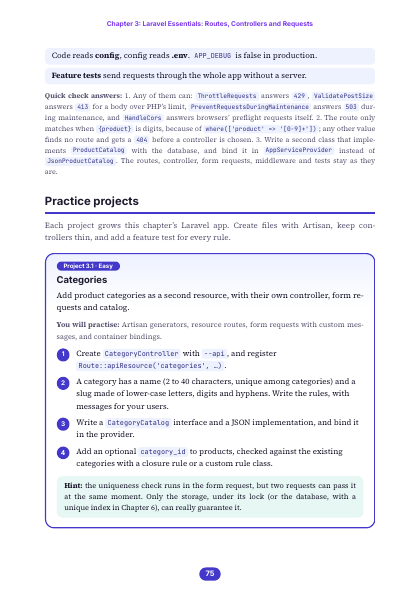 Chapter 3: Laravel Essentials: Routes, Controllers and Requests
Code reads config, config reads .env. APP_DEBUG is false in production.
Feature tests send requests through the whole app without a server.
Quick check answers: 1. Any of them can: ThrottleRequests answers 429, ValidatePostSize
answers 413 for a body over PHP's limit, PreventRequestsDuringMaintenance answers 503 dur-
ing maintenance, and HandleCors answers browsers' preflight requests itself. 2. The route only
matches when {product} is digits, because of where(['product' => '[0-9]+']); any other value
finds no route and gets a 404 before a controller is chosen. 3. Write a second class that imple-
ments ProductCatalog with the database, and bind it in AppServiceProvider instead of
JsonProductCatalog. The routes, controller, form requests, middleware and tests stay as they
are.
Practice projects
Each project grows this chapter's Laravel app. Create files with Artisan, keep con-
trollers thin, and add a feature test for every rule.
Project 3.1 · Easy
Categories
Add product categories as a second resource, with their own controller, form re-
quests and catalog.
You will practise: Artisan generators, resource routes, form requests with custom mes-
sages, and container bindings.
1 Create CategoryController with --api, and register
Route::apiResource('categories', …).
2 A category has a name (2 to 40 characters, unique among categories) and a
slug made of lower-case letters, digits and hyphens. Write the rules, with
messages for your users.
3 Write a CategoryCatalog interface and a JSON implementation, and bind it
in the provider.
4 Add an optional category_id to products, checked against the existing
categories with a closure rule or a custom rule class.
Hint: the uniqueness check runs in the form request, but two requests can pass it
at the same moment. Only the storage, under its lock (or the database, with a
unique index in Chapter 6), can really guarantee it.
75